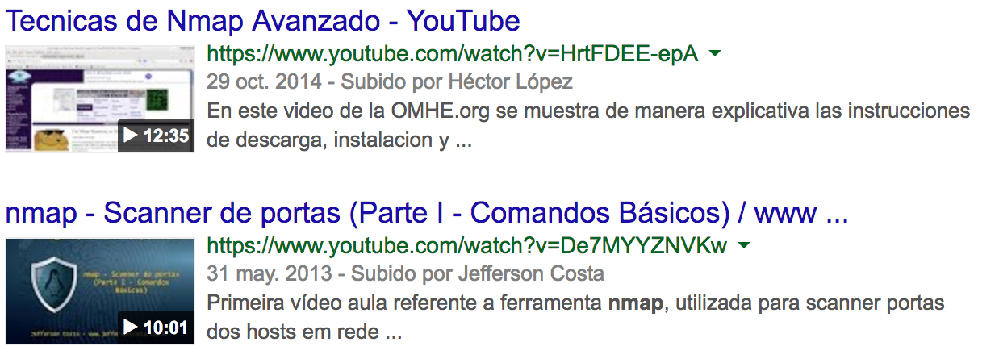 Tecnicas de Nmap Avanzado - YouTube
https://www.youtube.com/watch?v=HrtFDEE-epA
29 oct. 2014 - Subido por Héctor López
En este video de la OMHE.org se muestra de manera explicativa las instrucciones
de descarga, instalacion y ...
12:35
nmap - Scanner de portas (Parte I - Comandos Básicos) / www ...
https://www.youtube.com/watch?v=De7MYYZNVKw
31 may. 2013 - Subido por Jefferson Costa
Primeira vídeo aula referente a ferramenta nmap, utilizada para scanner portas
dos hosts em rede ...
nmap - Scanner de portas
(Parte I - Comandos
Básicos)
10:01
Jefferson Costa - www.